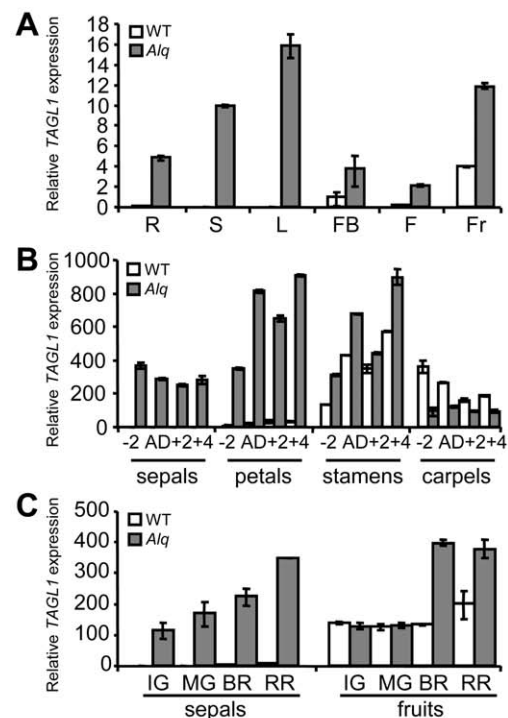 A
Relative TAGL1 expression
18
16
14
12
10
8
6
4
2
0
WT
Alq
R S L FB F Fr
B
Relative TAGL1 expression
1000
800
600
400
200
0
WT
Alq
-2 AD+2+4 -2 AD+2+4 -2 AD+2+4 -2 AD+2+4
sepals petals stamens carpels
C
Relative TAGL1 expression
500
400
300
200
100
0
WT
Alq
IG MG BR RR IG MG BR RR
sepals fruits